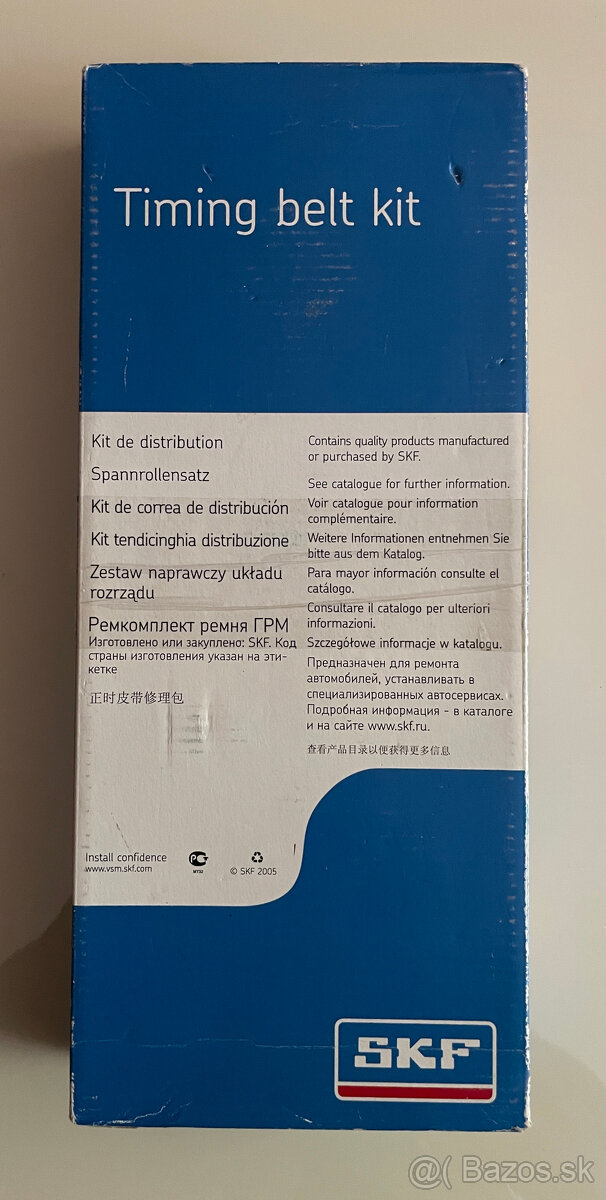 Timing belt kit
Kit de distribution
Spannrollensatz
Kit de correa de distribución
Kit tendicinghia distribuzione
Zestaw naprawczy układu
rozrządu
Ремкомплект ремня ГРМ
Изготовлено или закуплено: SKF. Код
страны изготовления указан на эти-
кетке
正时皮带修理包
Contains quality products manufactured
or purchased by SKF.
See catalogue for further information.
Voir catalogue pour information
complémentaire.
Weitere Informationen entnehmen Sie
bitte aus dem Katalog.
Para mayor información consulte el
catálogo.
Consultare il catalogo per ulteriori
informazioni.
Szczegółowe informacje w katalogu.
Предназначен для ремонта
автомобилей, устанавливать в
специализированных автосервисах.
Подробная информация - в каталоге
и на сайте www.skf.ru.
查看产品目录以便获得更多信息
Install confidence
www.vsm.skf.com
© SKF 2005
SKF
@( Bazos.sk